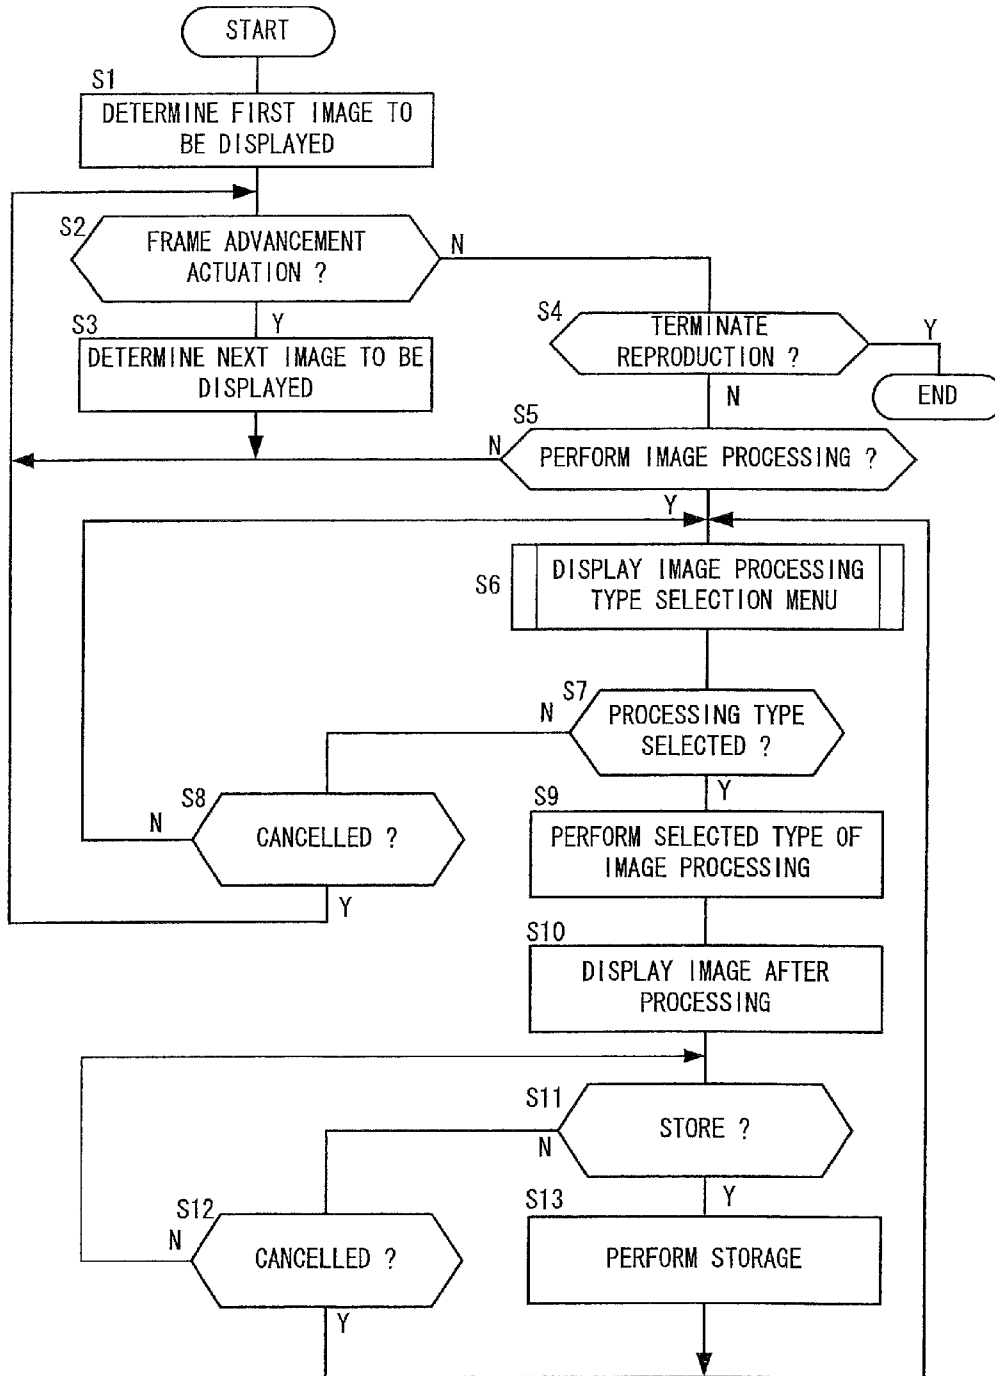 START
S1
DETERMINE FIRST IMAGE TO
BE DISPLAYED
S2
FRAME ADVANCEMENT
ACTUATION ?
N
Y
S3
DETERMINE NEXT IMAGE TO BE
DISPLAYED
S4
TERMINATE
REPRODUCTION ?
Y
END
N
S5
N
PERFORM IMAGE PROCESSING ?
Y
S6
DISPLAY IMAGE PROCESSING
TYPE SELECTION MENU
S7
N
PROCESSING TYPE
SELECTED ?
Y
S8
N
CANCELLED ?
Y
S9
PERFORM SELECTED TYPE OF
IMAGE PROCESSING
S10
DISPLAY IMAGE AFTER
PROCESSING
S11
STORE ?
N
Y
S12
N
CANCELLED ?
Y
S13
PERFORM STORAGE